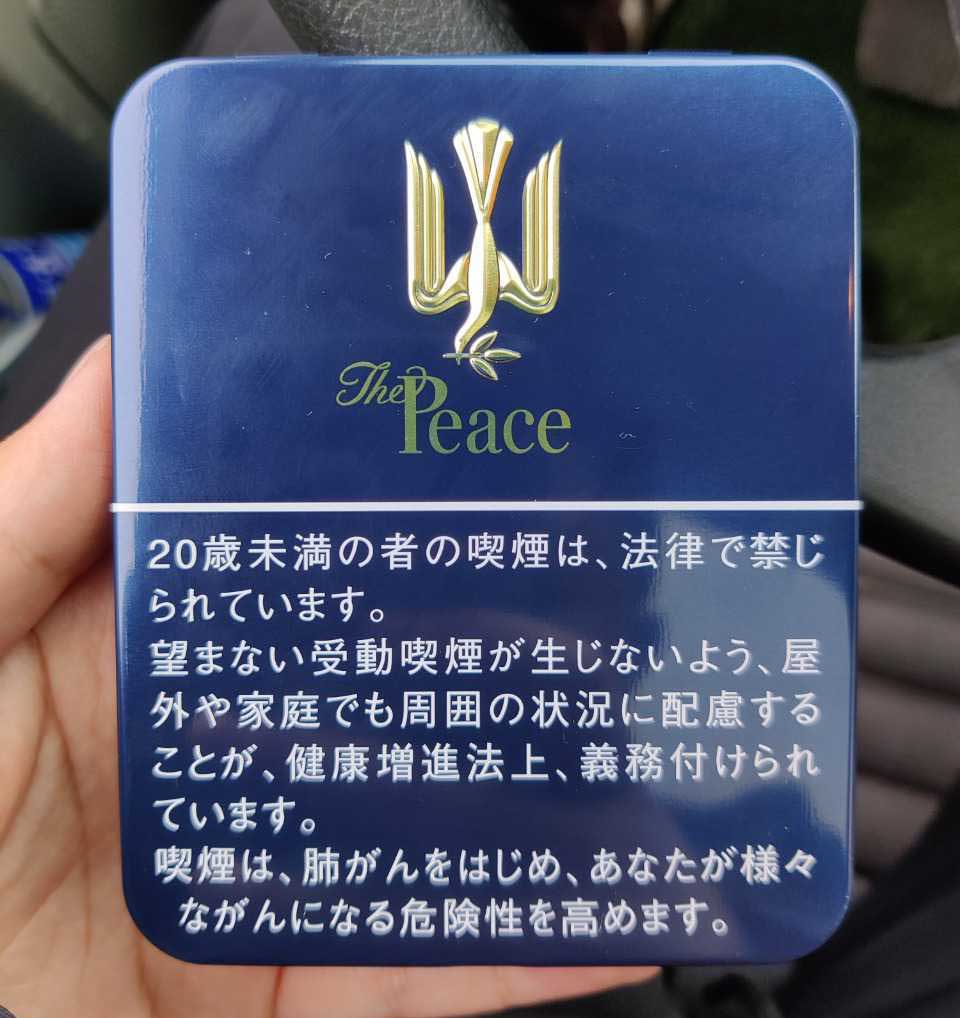 The Peace
20歳未満の者の喫煙は、法律で禁じ
られています。
望まない受動喫煙が生じないよう、屋
外や家庭でも周囲の状況に配慮する
ことが、健康増進法上、義務付けられ
ています。
喫煙は、肺がんをはじめ、あなたが様々
ながんになる危険性を高めます。